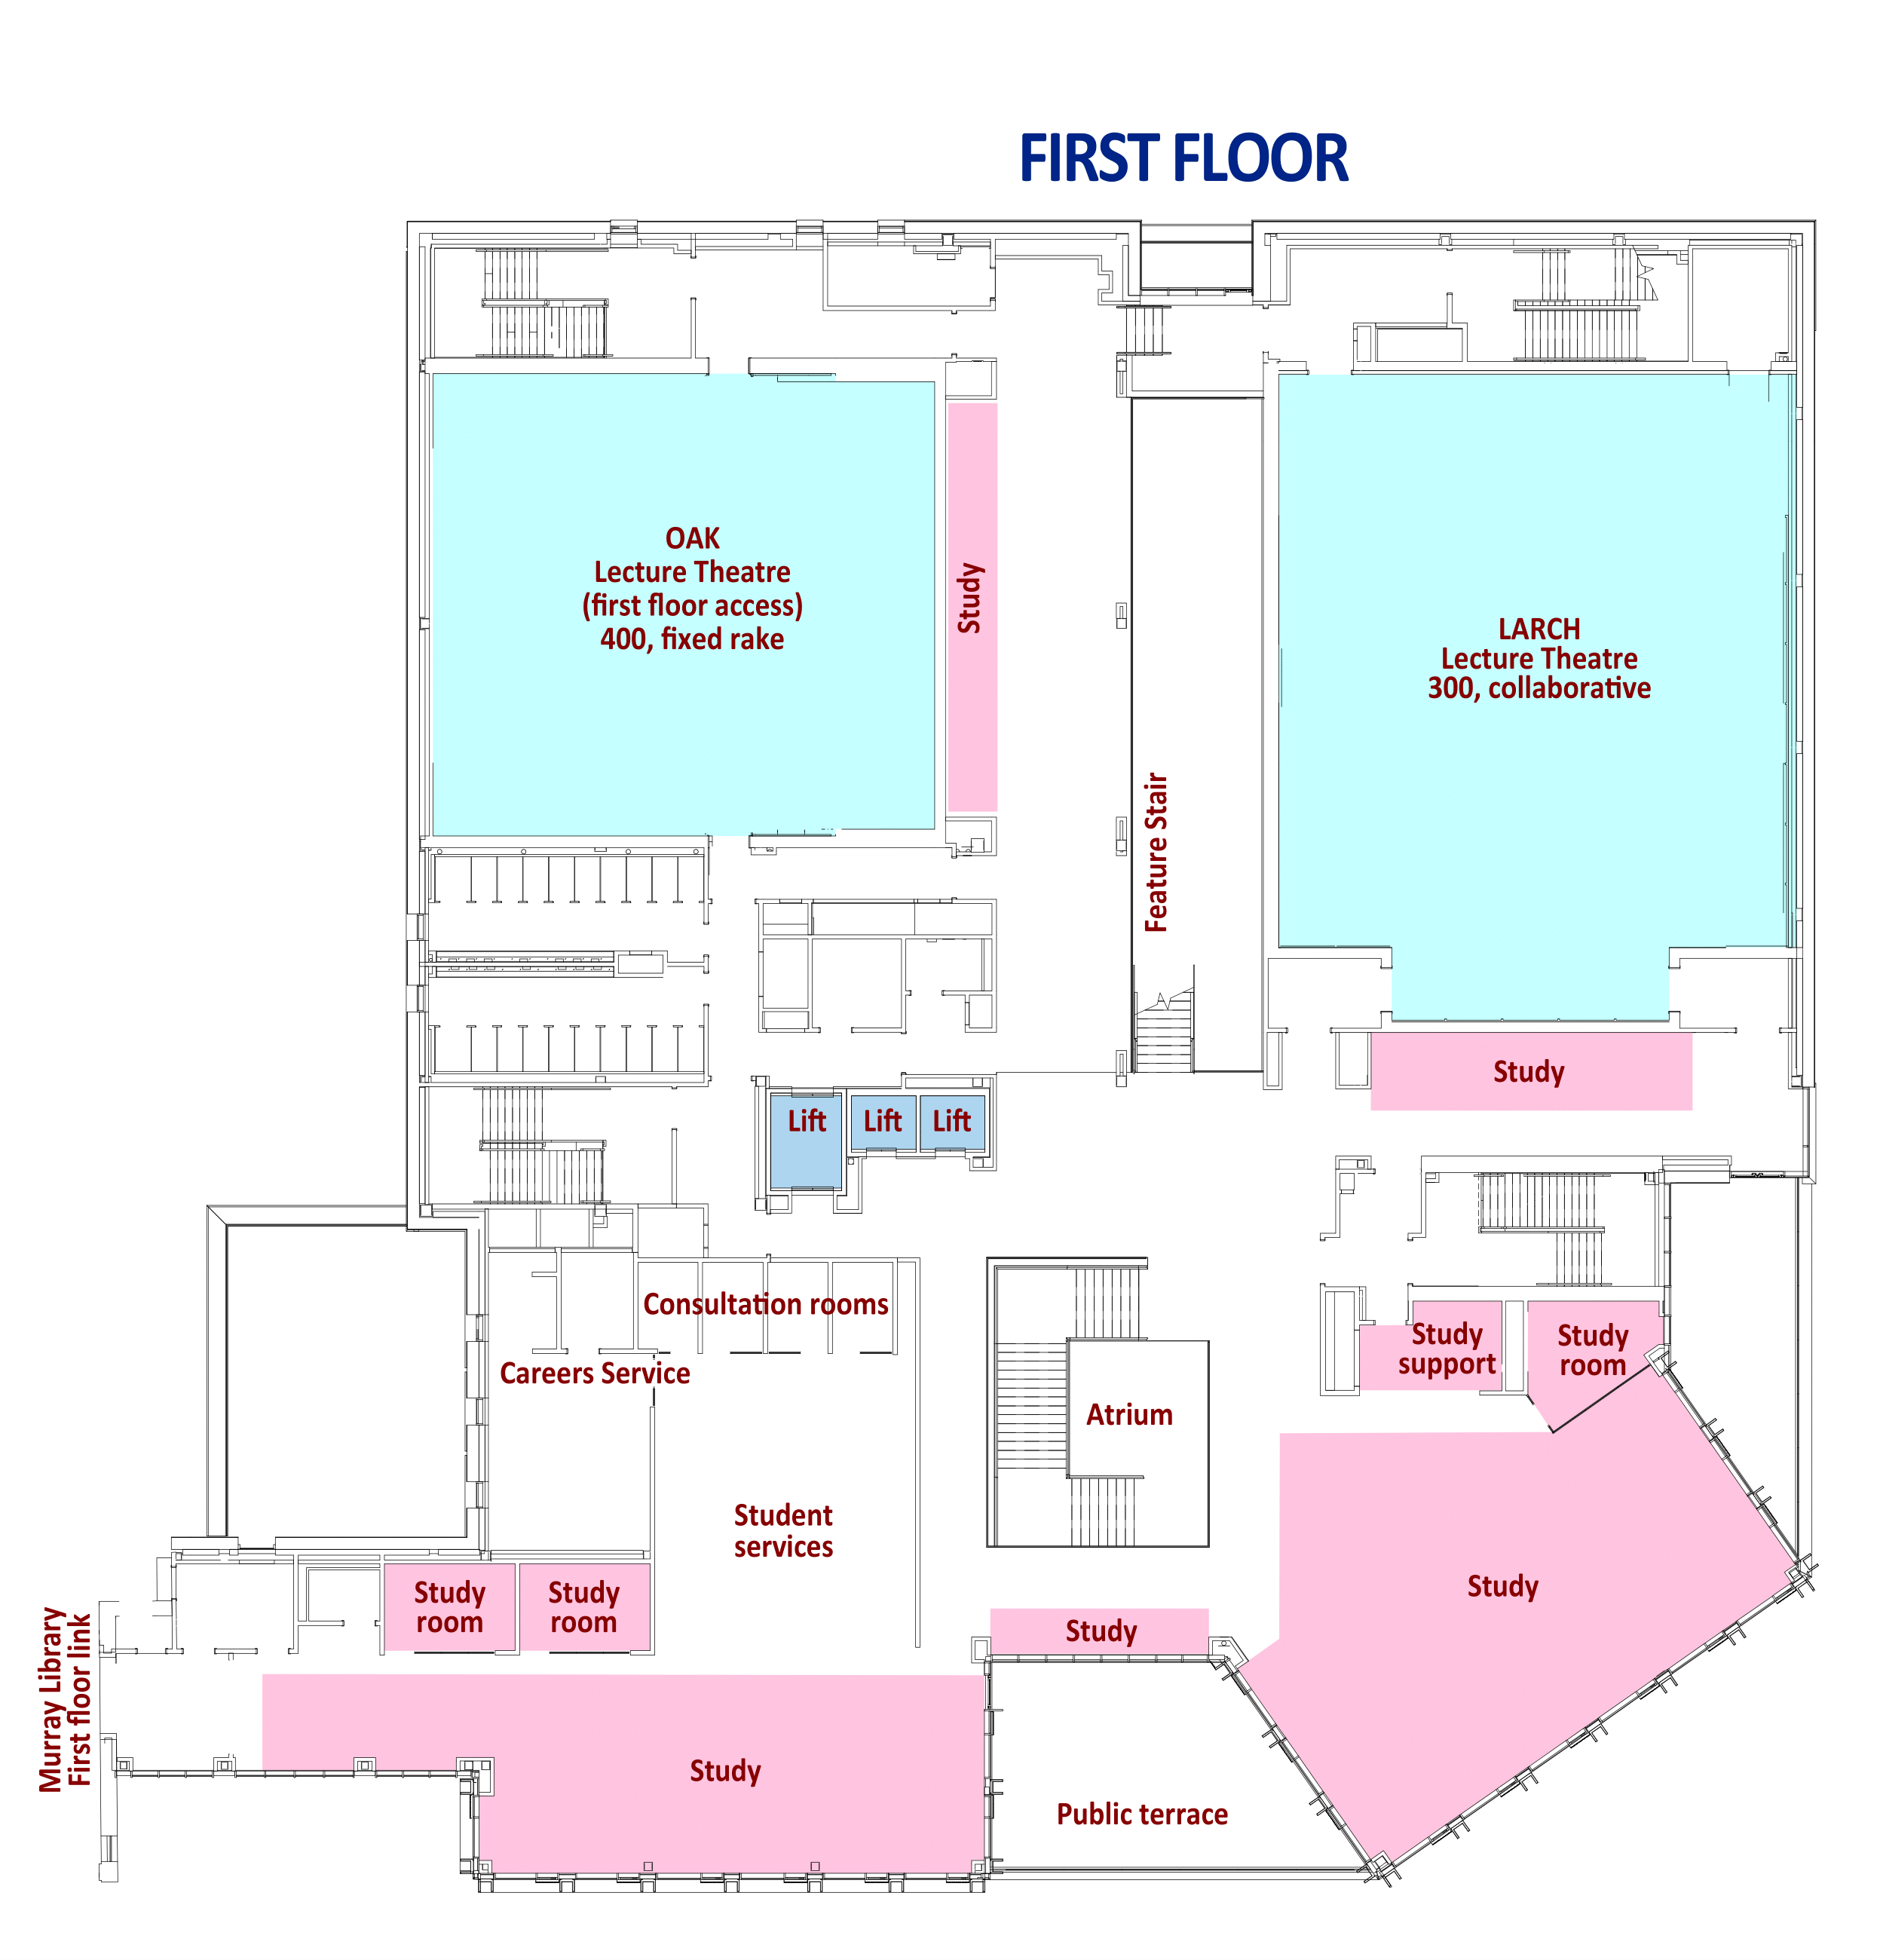 FIRST FLOOR
OAK
Lecture Theatre
(first floor access)
400, fixed rake
Study
LARCH
Lecture Theatre
300, collaborative
Feature Stair
Study
Lift
Lift
Lift
Consultation rooms
Careers Service
Study
support
Study
room
Atrium
Student
services
Study
room
Study
room
Study
Study
Murray Library
First floor link
Study
Public terrace